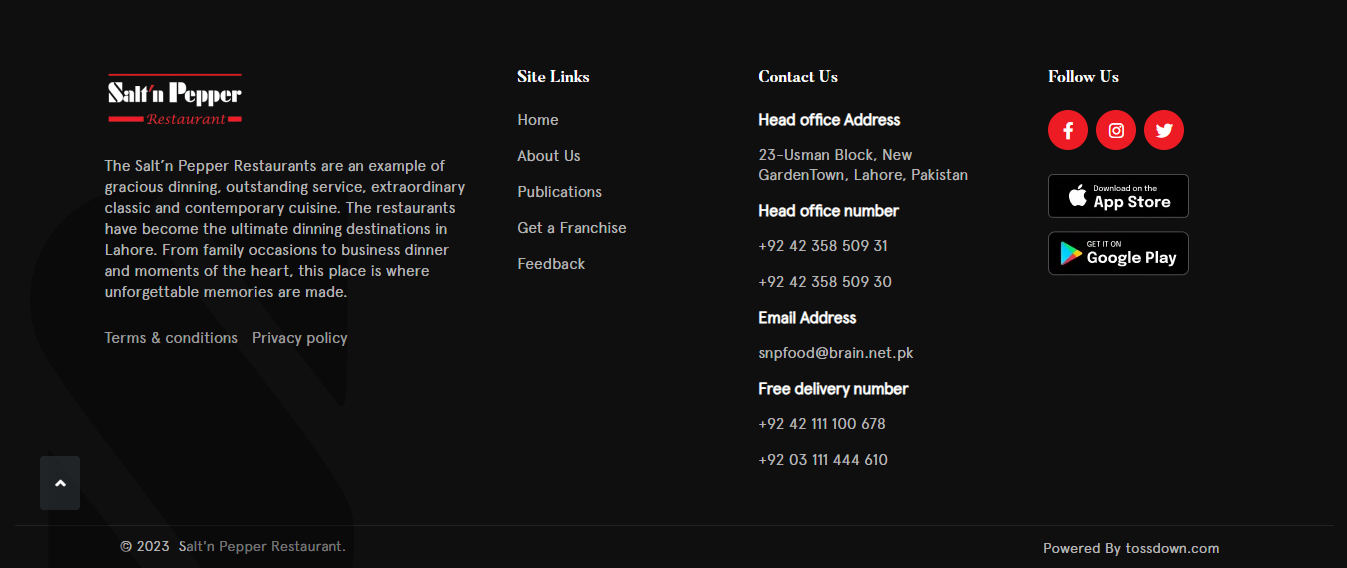 Salt'n Pepper
Restaurant
The Salt’n Pepper Restaurants are an example of
gracious dinning, outstanding service, extraordinary
classic and contemporary cuisine. The restaurants
have become the ultimate dinning destinations in
Lahore. From family occasions to business dinner
and moments of the heart, this place is where
unforgettable memories are made.
Terms & conditions Privacy policy
Site Links
Home
About Us
Publications
Get a Franchise
Feedback
Contact Us
Head office Address
23-Usman Block, New
GardenTown, Lahore, Pakistan
Head office number
+92 42 358 509 31
+92 42 358 509 30
Email Address
snpfood@brain.net.pk
Free delivery number
+92 42 111 100 678
+92 03 111 444 610
Follow Us
Download on the
App Store
GET IT ON
Google Play
© 2023 Salt'n Pepper Restaurant.
Powered By tossdown.com